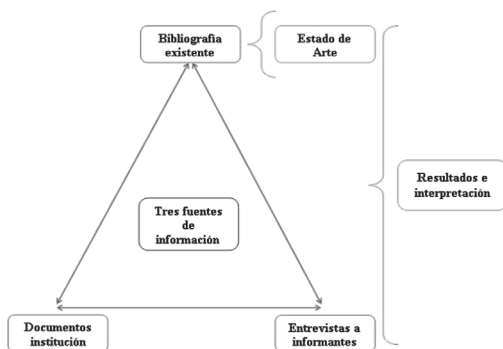 Bibliografía
existente
Estado de
Arte
Resultados e
interpretación
Tres fuentes
de
información
Documentos
institución
Entrevistas a
informantes